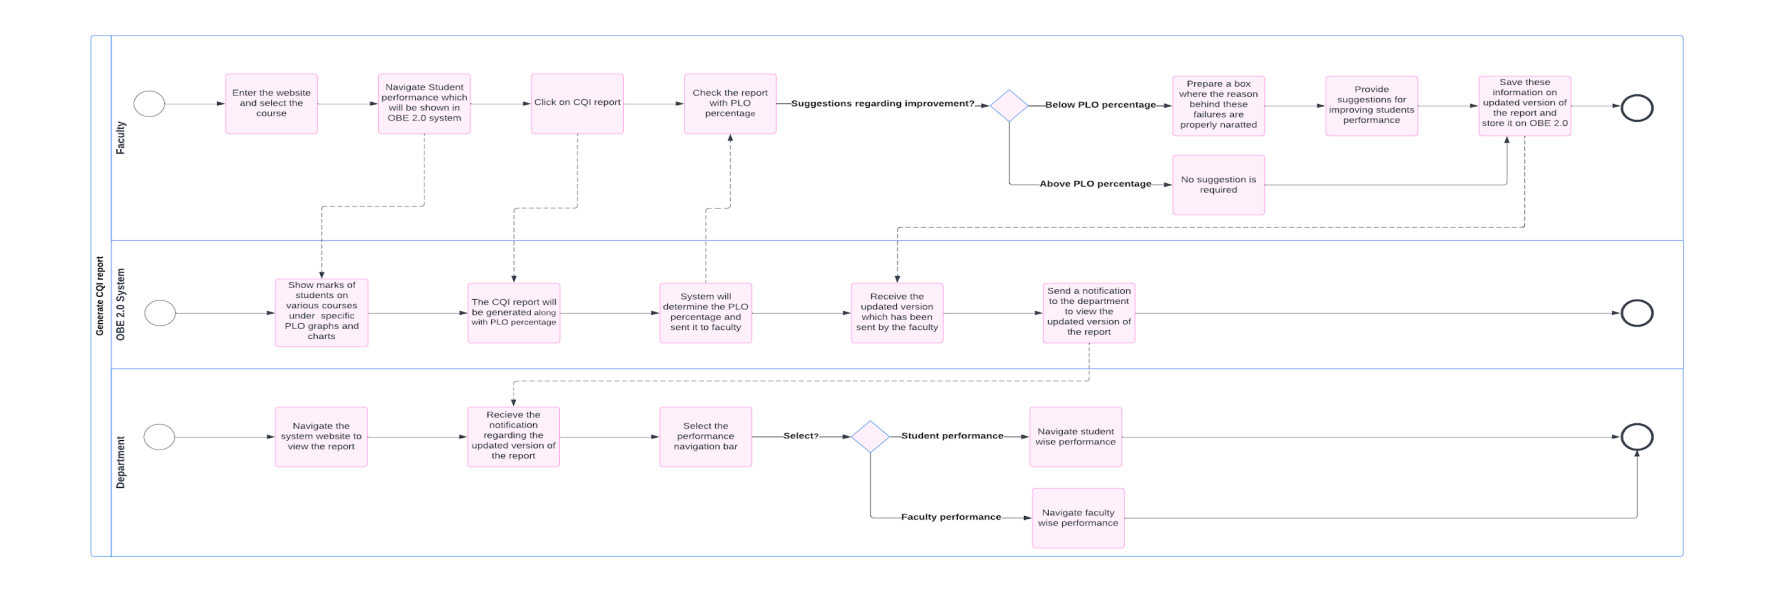 Generate CQI report
Faculty
Enter the website
and select the
course
Navigate Student
performance which
will be shown in
OBE 2.0 system
Click on CQI report
Check the report
with PLO
percentage
Suggestions regarding improvement?
Below PLO percentage
Prepare a box
where the reason
behind these
failures are
properly naratted
Provide
suggestions for
improving students
performance
Save these
information on
updated version of
the report and
store it on OBE 2.0
Above PLO percentage
No suggestion is
required
OBE 2.0 System
Show marks of
students on
various courses
under specific
PLO graphs and
charts
The CQI report will
be generated along
with PLO percentage
System will
determine the PLO
percentage and
sent it to faculty
Receive the
updated version
which has been
sent by the faculty
Send a notification
to the department
to view the
updated version of
the report
Department
Navigate the
system website to
view the report
Recieve the
notification
regarding the
updated version of
the report
Select the
performance
navigation bar
Select?
Student performance
Navigate student
wise performance
Faculty performance
Navigate faculty
wise performance